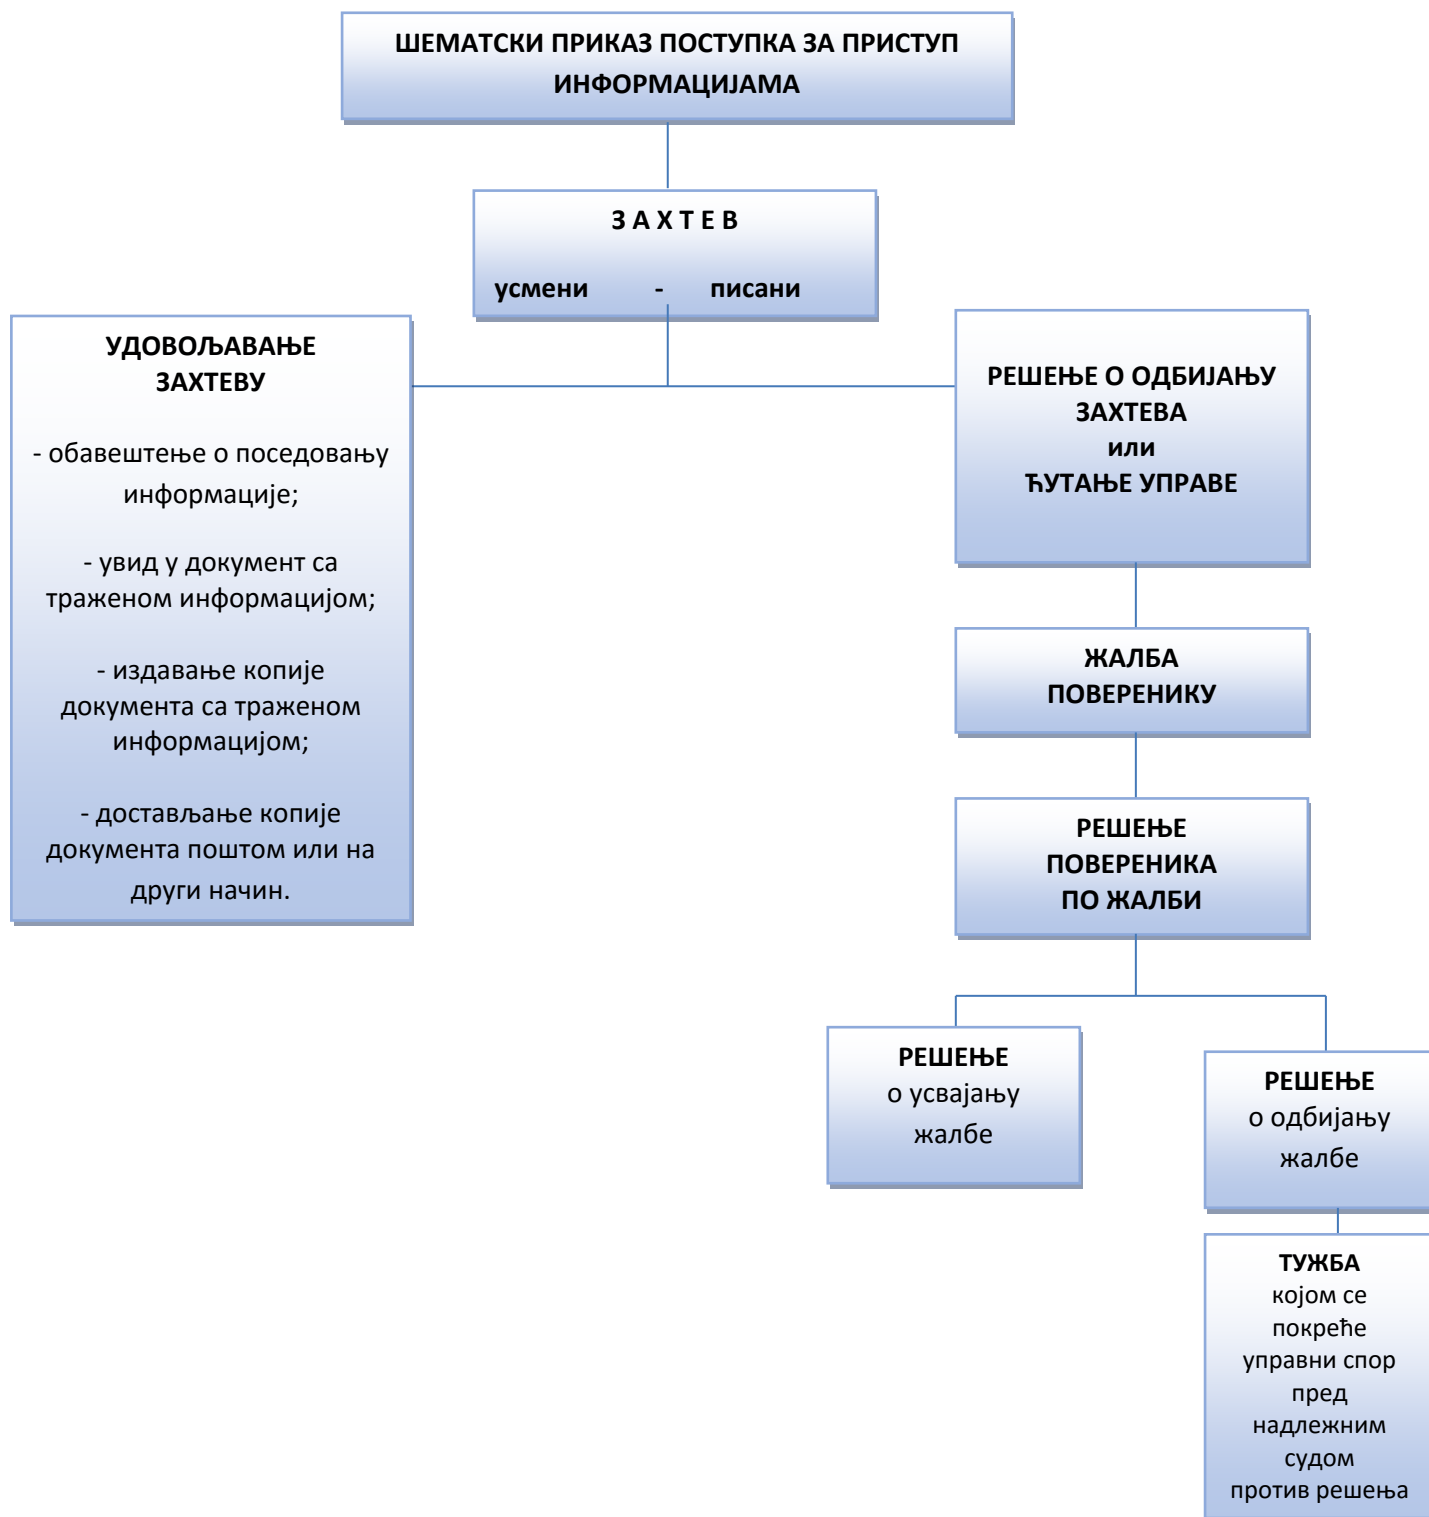 ШЕМАТСКИ ПРИКАЗ ПОСТУПКА ЗА ПРИСТУП
ИНФОРМАЦИЈАМА
З А Х Т Е В
усмени - писани
УДОВОЉАВАЊЕ
ЗАХТЕВУ
- обавештење о поседовању
информације;
- увид у документ са
траженом информацијом;
- издавање копије
документа са траженом
информацијом;
- достављање копије
документа поштом или на
други начин.
РЕШЕЊЕ О ОДБИЈАЊУ
ЗАХТЕВА
или
ЋУТАЊЕ УПРАВЕ
ЖАЛБА
ПОВЕРЕНИКУ
РЕШЕЊЕ
ПОВЕРЕНИКА
ПО ЖАЛБИ
РЕШЕЊЕ
о усвајању
жалбе
РЕШЕЊЕ
о одбијању
жалбе
ТУЖБА
којом се
покреће
управни спор
пред
надлежним
судом
против решења